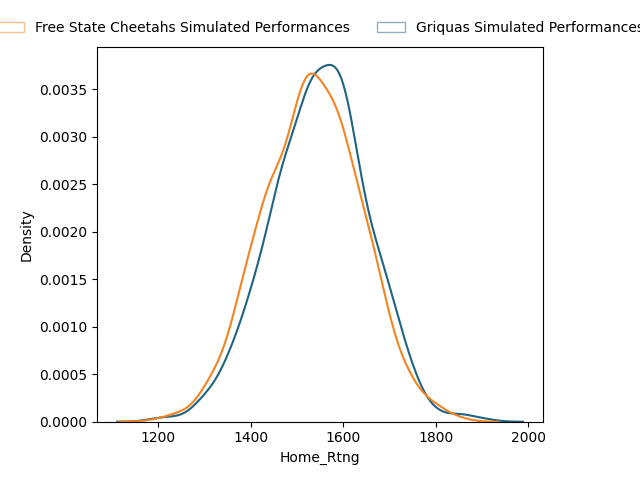 Free State Cheetahs Simulated Performances Griquas Simulated Performances
0.0035
0.0030
0.0025
0.0020
0.0015
0.0010
0.0005
0.0000
Density
1200 1400 1600 1800 2000
Home_Rtng